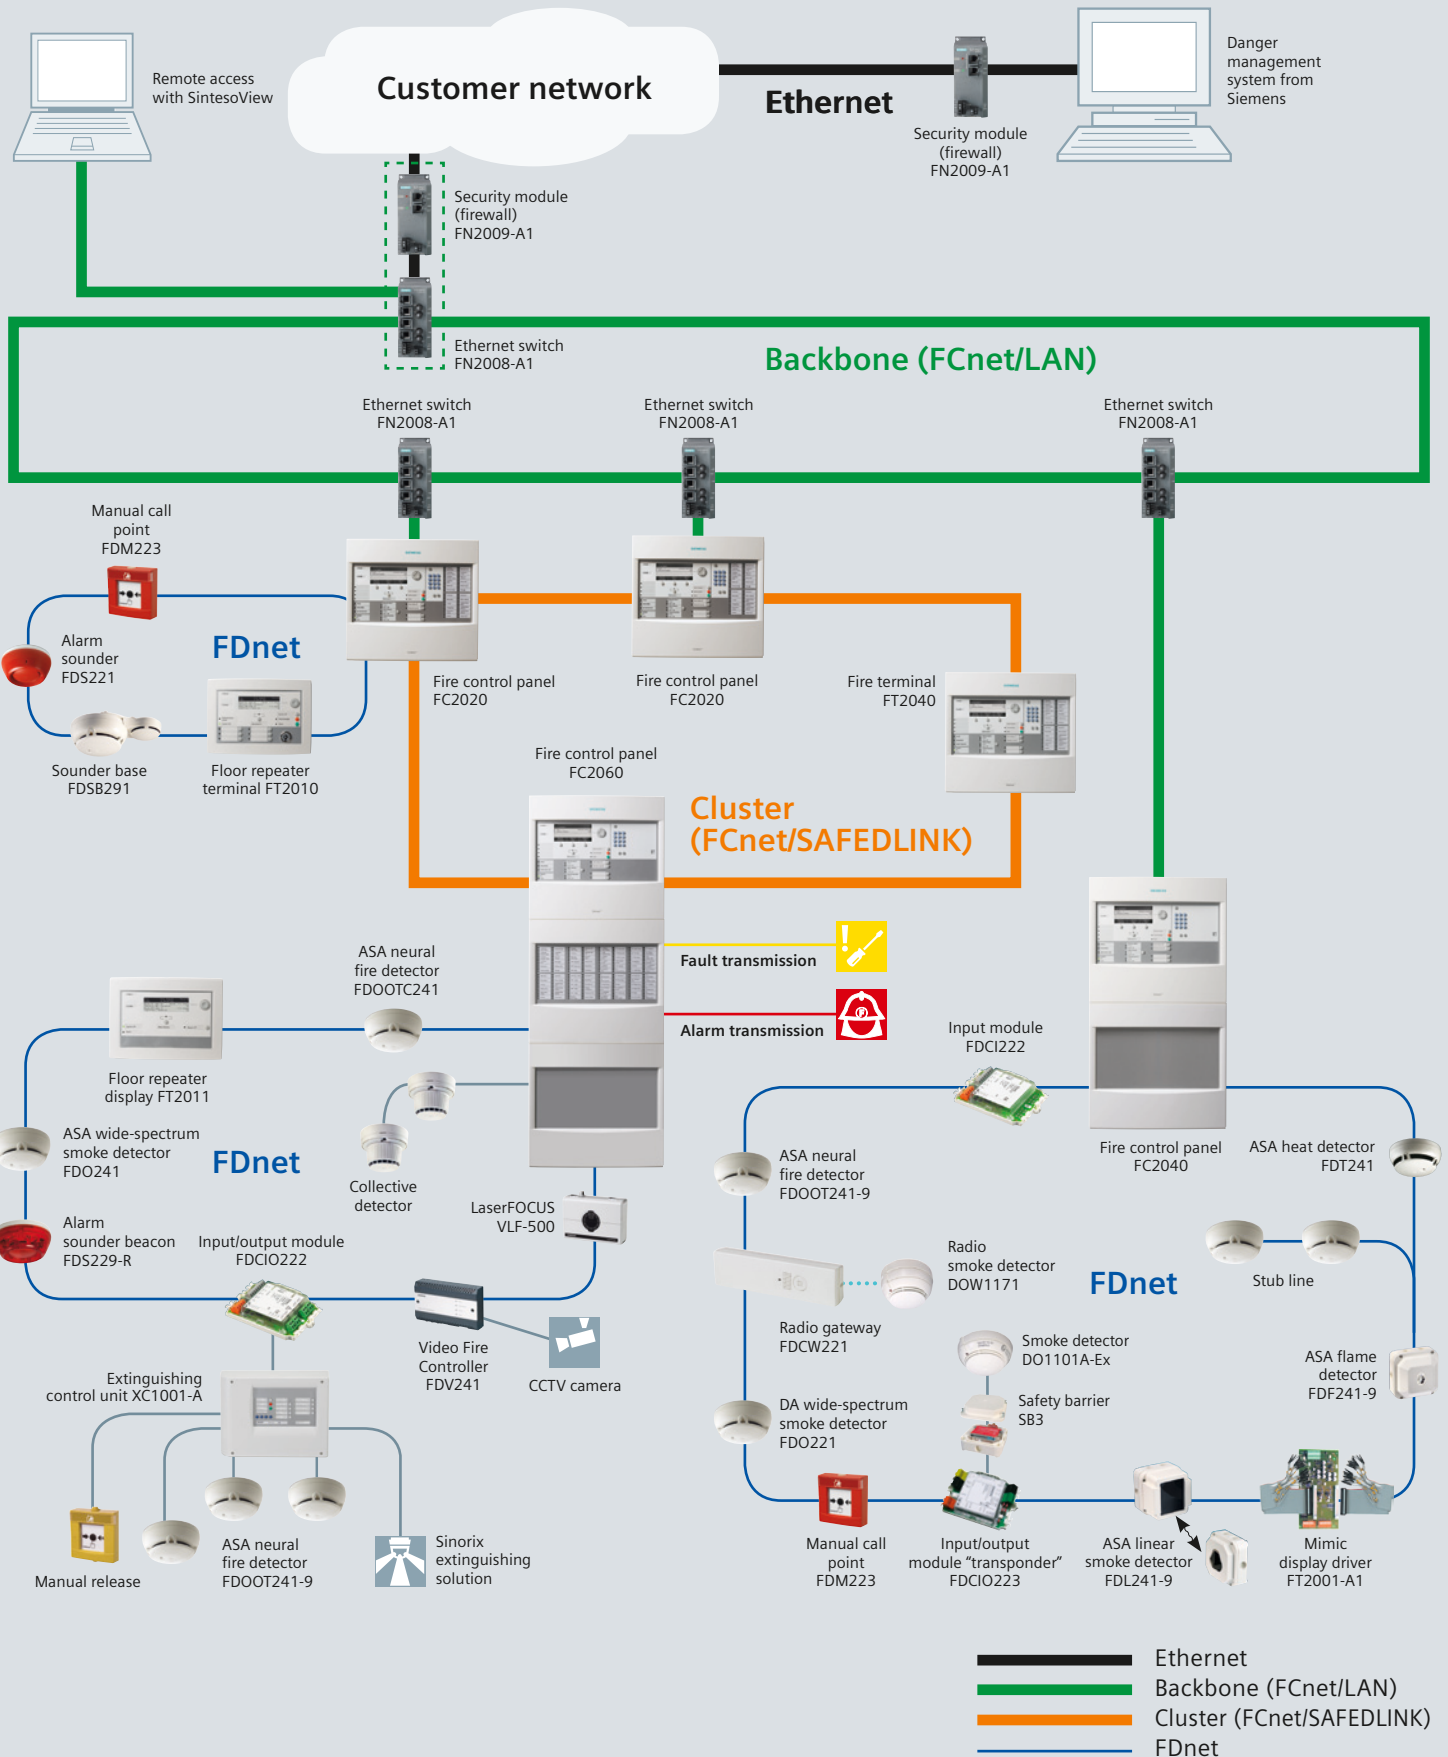 Remote access
with SintesoView
Customer network
Ethernet
Security module
(firewall)
FN2009-A1
Danger
management
system from
Siemens
Security module
(firewall)
FN2009-A1
Ethernet switch
FN2008-A1
Backbone (FCnet/LAN)
Ethernet switch
FN2008-A1
Ethernet switch
FN2008-A1
Ethernet switch
FN2008-A1
Manual call
point
FDM223
Alarm
sounder
FDS221
FDnet
Sounder base
FDSB291
Floor repeater
terminal FT2010
Fire control panel
FC2020
Fire control panel
FC2020
Fire terminal
FT2040
Fire control panel
FC2060
Cluster
(FCnet/SAFEDLINK)
Fault transmission
Alarm transmission
ASA neural
fire detector
FDOOTC241
Floor repeater
display FT2011
ASA wide-spectrum
smoke detector
FDO241
FDnet
Collective
detector
LaserFOCUS
VLF-500
Alarm
sounder beacon
FDS229-R
Input/output module
FDCIO222
Video Fire
Controller
FDV241
CCTV camera
Extinguishing
control unit XC1001-A
Manual release
ASA neural
fire detector
FDOOT241-9
Sinorix
extinguishing
solution
Input module
FDCI222
Fire control panel
FC2040
ASA heat detector
FDT241
ASA neural
fire detector
FDOOT241-9
Radio
smoke detector
DOW1171
FDnet
Stub line
Radio gateway
FDCW221
Smoke detector
DO1101A-Ex
ASA flame
detector
FDF241-9
Safety barrier
SB3
DA wide-spectrum
smoke detector
FDO221
Manual call
point
FDM223
Input/output
module “transponder”
FDCIO223
ASA linear
smoke detector
FDL241-9
Mimic
display driver
FT2001-A1
Ethernet
Backbone (FCnet/LAN)
Cluster (FCnet/SAFEDLINK)
FDnet